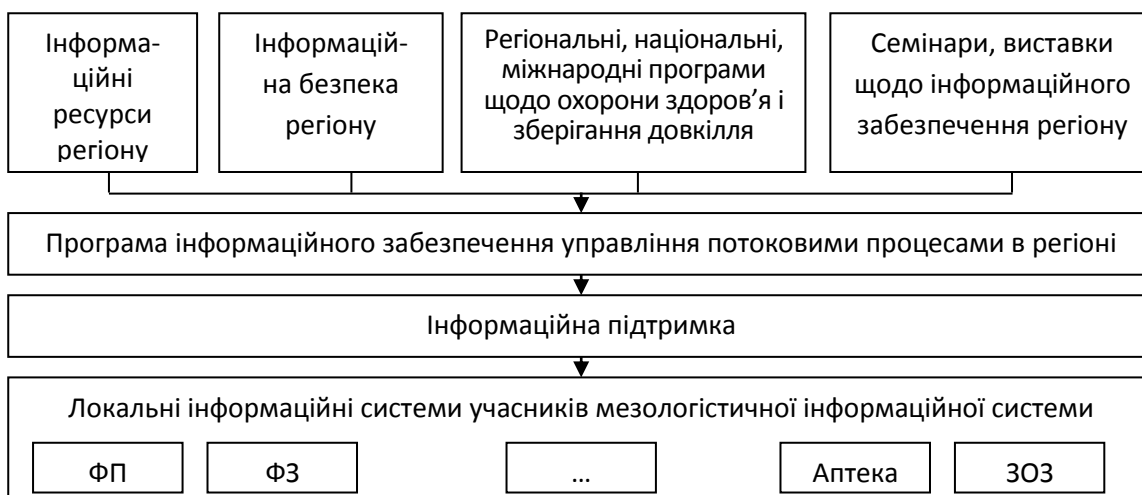 Інформа-
ційні
ресурси
регіону
Інформацій-
на безпека
регіону
Регіональні, національні,
міжнародні програми
щодо охорони здоров’я і
зберігання довкілля
Семінари, виставки
щодо інформаційного
забезпечення регіону
Програма інформаційного забезпечення управління потоковими процесами в регіоні
Інформаційна підтримка
Локальні інформаційні системи учасників мезологістичної інформаційної системи
ФП ФЗ ... Аптека ЗОЗ